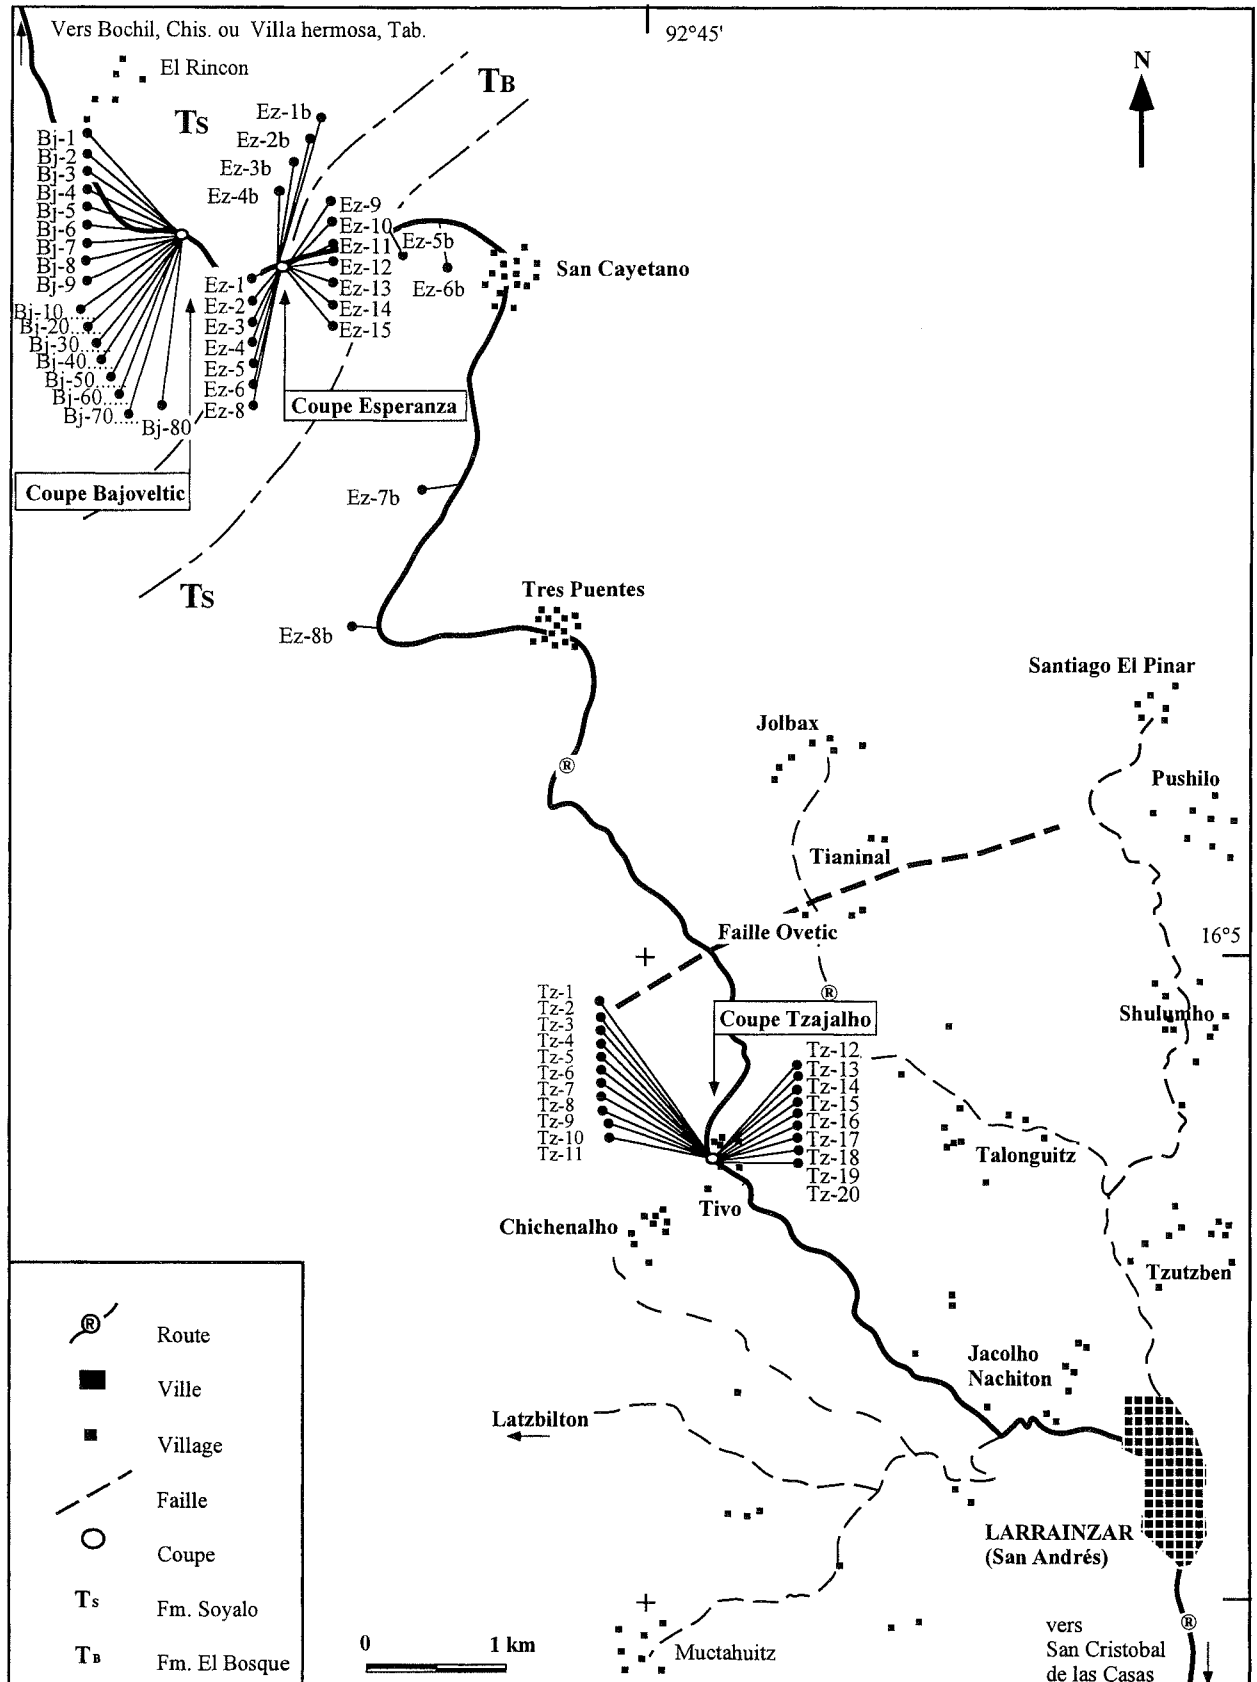 Vers Bochil, Chis. ou Villa hermosa, Tab.
92°45'
El Rincon
N
TB
TS
Ez-1b
Ez-2b
Ez-3b
Ez-4b
Bj-1
Bj-2
Bj-3
Bj-4
Bj-5
Bj-6
Bj-7
Bj-8
Bj-9
Bj-10
Bj-20
Bj-30
Bj-40
Bj-50
Bj-60
Bj-70
Bj-80
Ez-9
Ez-10
Ez-11
Ez-12
Ez-13
Ez-14
Ez-15
Ez-5b
Ez-6b
San Cayetano
Ez-1
Ez-2
Ez-3
Ez-4
Ez-5
Ez-6
Ez-8
Coupe Esperanza
Coupe Bajoveltic
Ez-7b
TS
Tres Puentes
Ez-8b
Santiago El Pinar
Jolbax
®
Pushilo
Tianinal
Faille Ovetic
16°5
®
Tz-1
Tz-2
Tz-3
Tz-4
Tz-5
Tz-6
Tz-7
Tz-8
Tz-9
Tz-10
Tz-11
Coupe Tzajalho
Shulumho
Tz-12
Tz-13
Tz-14
Tz-15
Tz-16
Tz-17
Tz-18
Tz-19
Tz-20
Talonguitz
Tivo
Chichenalho
Tzutzben
Jacolho
Nachiton
Latzbilton
LARRAINZAR
(San Andrés)
®
vers
San Cristobal
de las Casas
Muctahuitz
0 1 km
® Route
Ville
Village
Faille
Coupe
TS Fm. Soyalo
TB Fm. El Bosque